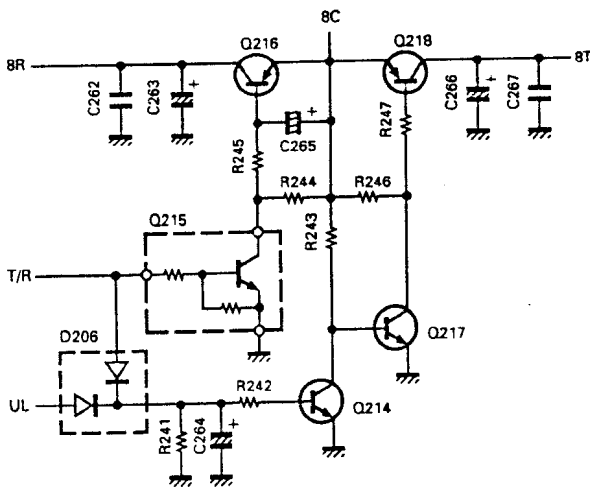 8C
8R
Q216
Q218
8T
C262
C263
+
R245
+
C265
R247
C266
+
C267
R244
R246
R243
Q215
T/R
Q217
D206
UL
R241
C264
+
R242
Q214